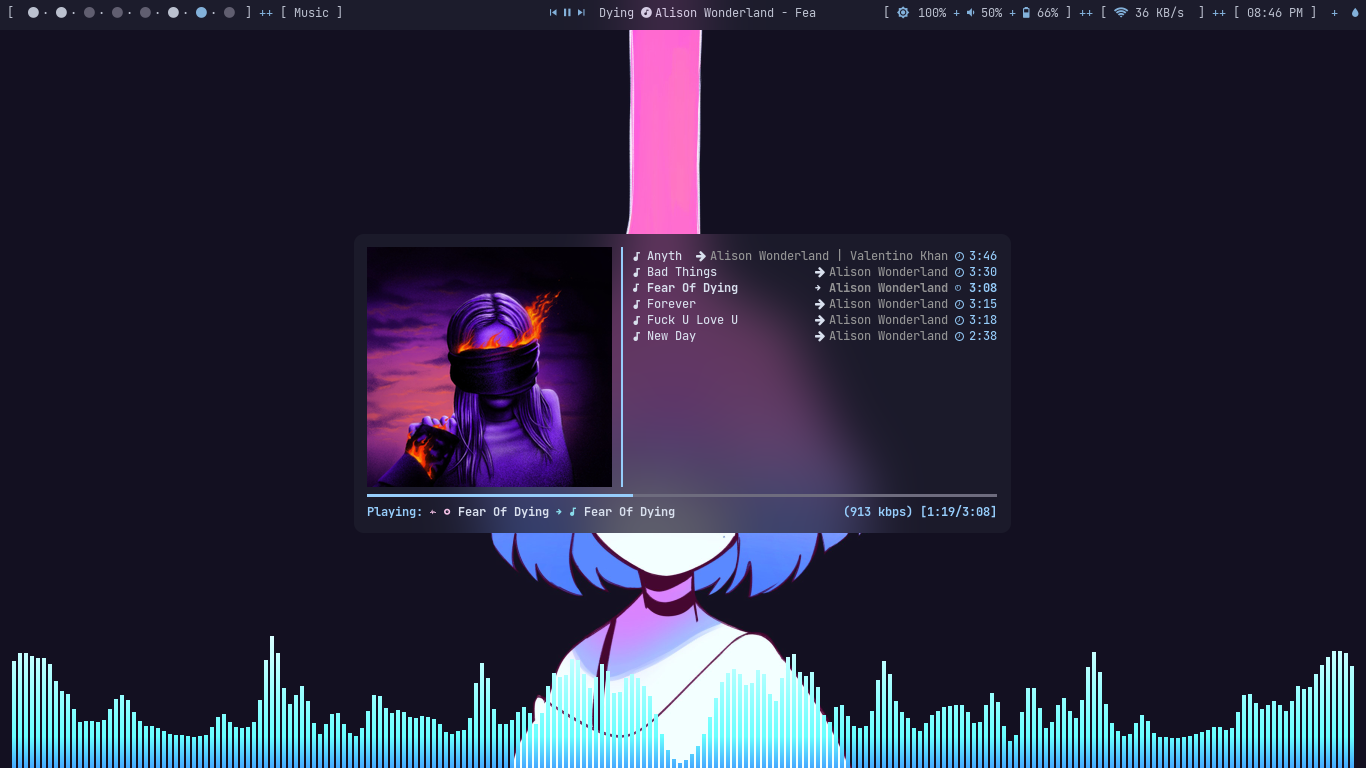 [ · · · · · · · ] ++ [ Music ]
Dying Alison Wonderland - Fea
[ 100% + 50% + 66% ] ++ [ 36 KB/s ] ++ [ 08:46 PM ] +
Anyth → Alison Wonderland | Valentino Khan 3:46
Bad Things → Alison Wonderland 3:30
Fear Of Dying → Alison Wonderland 3:08
Forever → Alison Wonderland 3:15
Fuck U Love U → Alison Wonderland 3:18
New Day → Alison Wonderland 2:38
Playing: Fear Of Dying → Fear Of Dying (913 kbps) [1:19/3:08]